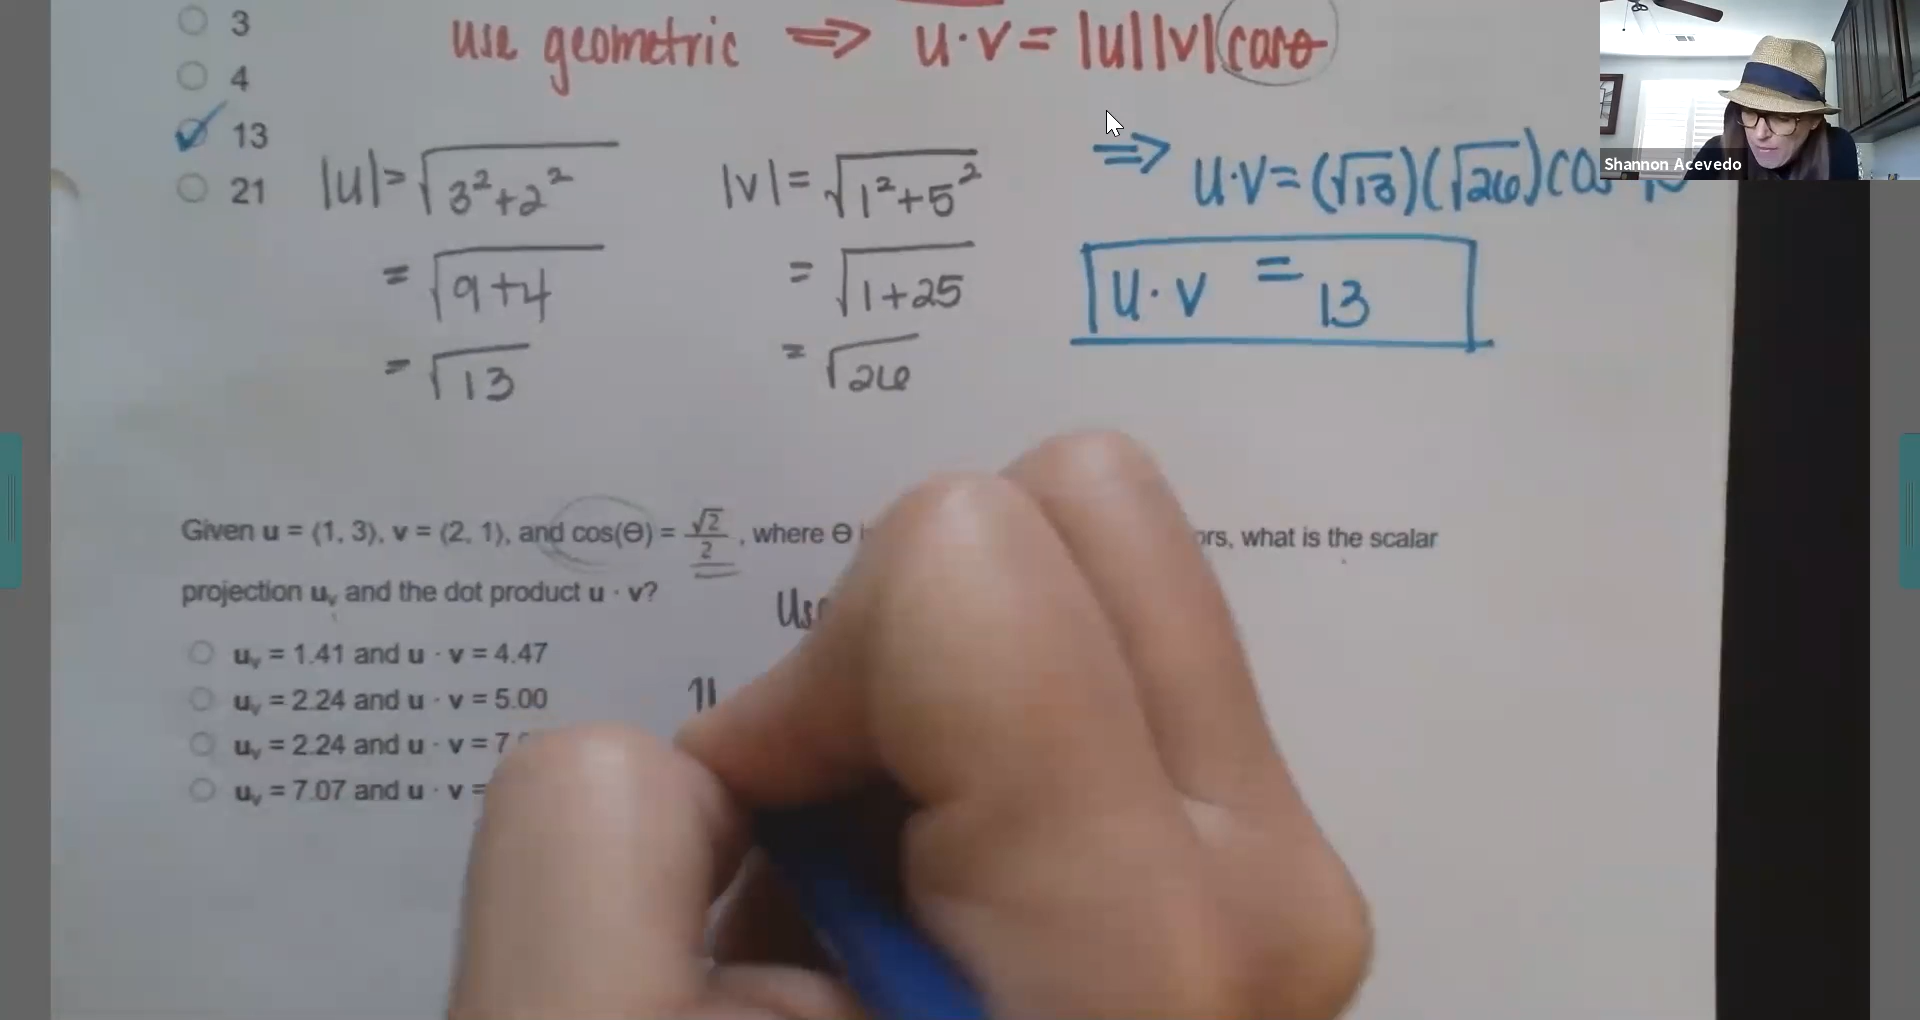 3
use geometric ⇒ u·v = |u||v|cosθ
4
13
21
|u| = √3²+2²
|v| = √1²+5²
⇒ u·v = (√13)(√26)
Shannon Acevedo
= √9+4
= √1+25
u·v = 13
= √13
= √26
Given u = ⟨1, 3⟩, v = ⟨2, 1⟩, and cos(Θ) = √2/2, where Θ what is the scalar
projection uᵥ and the dot product u · v?
uᵥ = 1.41 and u · v = 4.47
uᵥ = 2.24 and u · v = 5.00
uᵥ = 2.24 and u · v = 7
uᵥ = 7.07 and u · v =